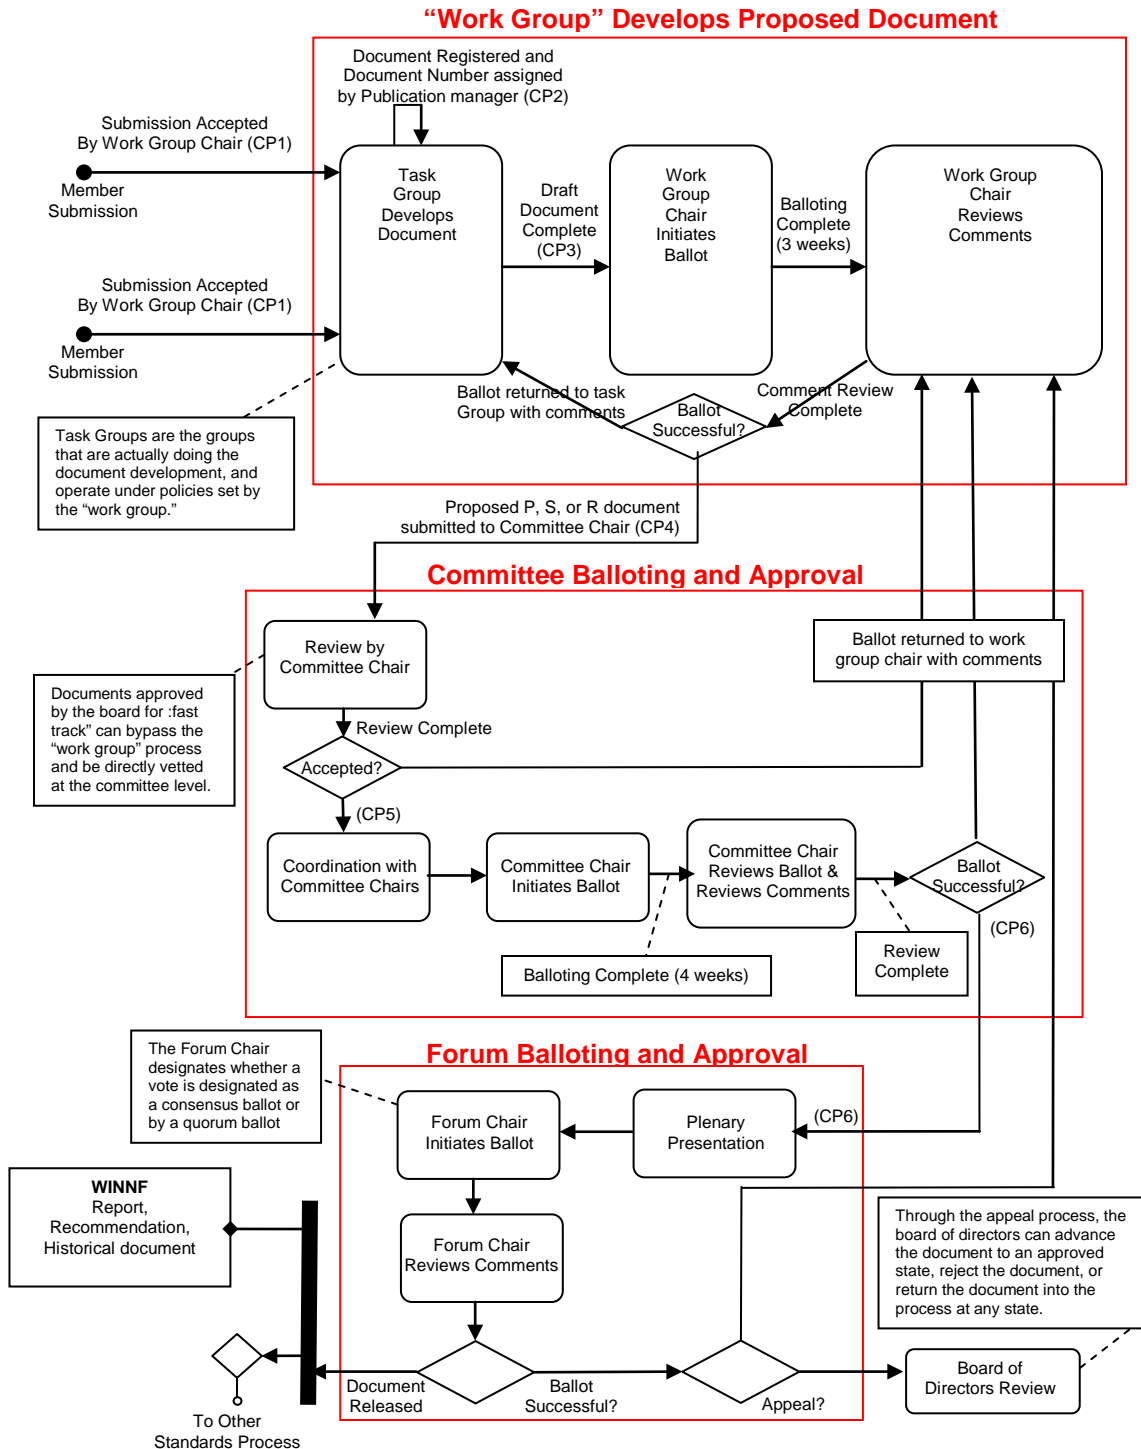 “Work Group” Develops Proposed Document
Document Registered and
Document Number assigned
by Publication manager (CP2)
Submission Accepted
By Work Group Chair (CP1)
Member
Submission
Task
Group
Develops
Document
Draft
Document
Complete
(CP3)
Work
Group
Chair
Initiates
Ballot
Balloting
Complete
(3 weeks)
Work Group
Chair
Reviews
Comments
Submission Accepted
By Work Group Chair (CP1)
Member
Submission
Ballot returned to task
Group with comments
Ballot
Successful?
Comment Review
Complete
Task Groups are the groups
that are actually doing the
document development, and
operate under policies set by
the “work group.”
Proposed P, S, or R document
submitted to Committee Chair (CP4)
Committee Balloting and Approval
Review by
Committee Chair
Ballot returned to work
group chair with comments
Documents approved
by the board for :fast
track” can bypass the
“work group” process
and be directly vetted
at the committee level.
Review Complete
Accepted?
(CP5)
Coordination with
Committee Chairs
Committee Chair
Initiates Ballot
Committee Chair
Reviews Ballot &
Reviews Comments
Ballot
Successful?
(CP6)
Balloting Complete (4 weeks)
Review
Complete
The Forum Chair
designates whether a
vote is designated as
a consensus ballot or
by a quorum ballot
Forum Balloting and Approval
Forum Chair
Initiates Ballot
Plenary
Presentation
(CP6)
WINNF
Report,
Recommendation,
Historical document
Forum Chair
Reviews Comments
Through the appeal process, the
board of directors can advance
the document to an approved
state, reject the document, or
return the document into the
process at any state.
Document
Released
Ballot
Successful?
Appeal?
Board of
Directors Review
To Other
Standards Process